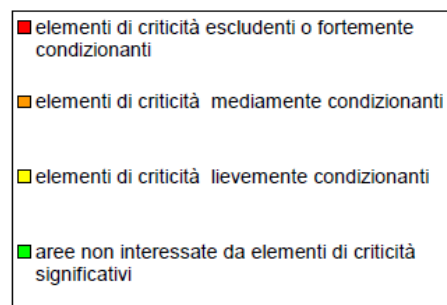 elementi di criticità escludenti o fortemente
condizionanti
elementi di criticità mediamente condizionanti
elementi di criticità lievemente condizionanti
aree non interessate da elementi di criticità
significativi